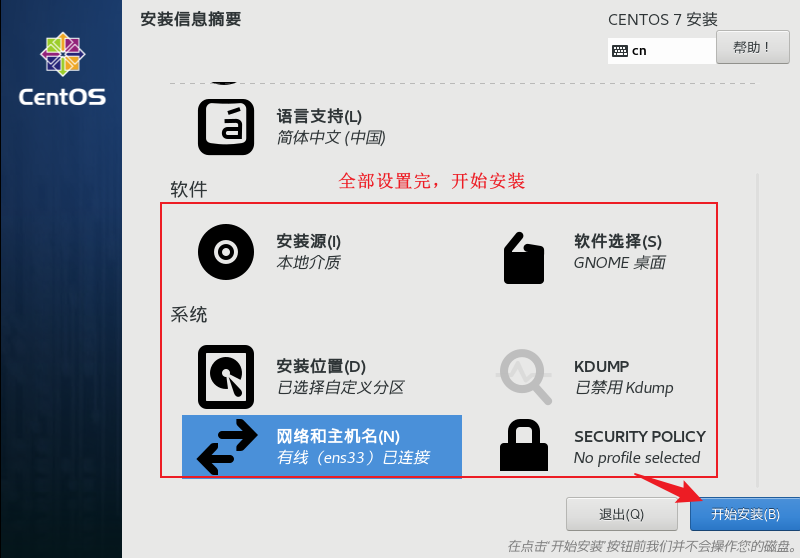 安装信息摘要
CENTOS 7 安装
cn
帮助！
CentOS
语言支持(L)
简体中文 (中国)
全部设置完，开始安装
软件
安装源(I)
本地介质
软件选择(S)
GNOME 桌面
系统
安装位置(D)
已选择自定义分区
KDUMP
已禁用 Kdump
网络和主机名(N)
有线（ens33）已连接
SECURITY POLICY
No profile selected
退出(Q)
开始安装(B)
在点击"开始安装"按钮前我们并不会操作您的磁盘。